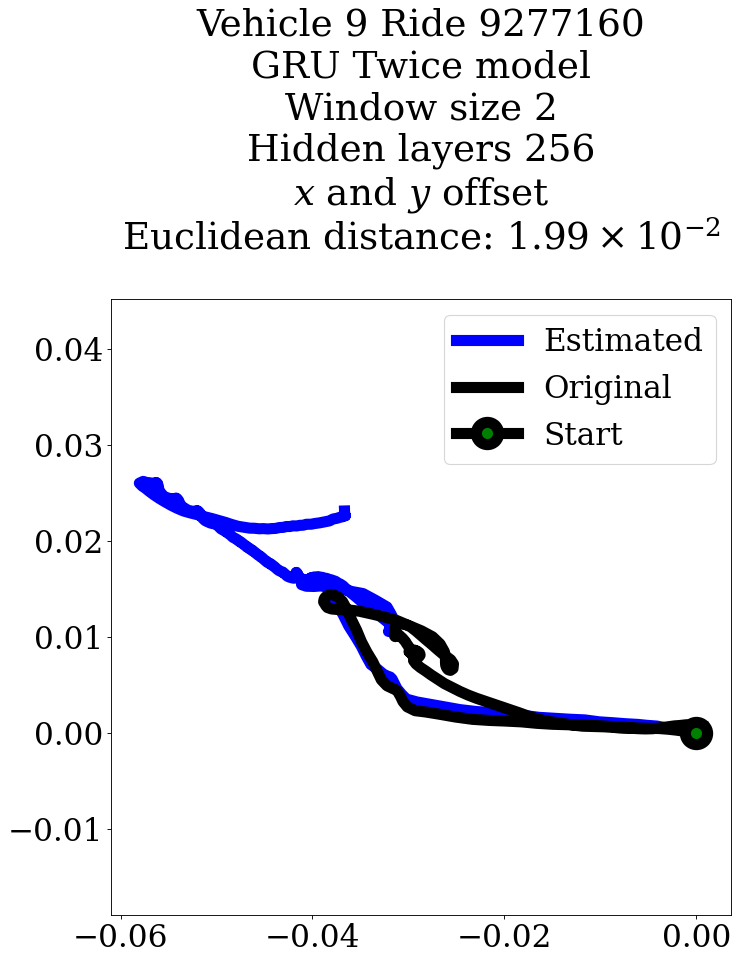 Vehicle 9 Ride 9277160
GRU Twice model
Window size 2
Hidden layers 256
x and y offset
Euclidean distance: 1.99 × 10⁻²
Estimated
Original
Start
0.04
0.03
0.02
0.01
0.00
−0.01
−0.06
−0.04
−0.02
0.00